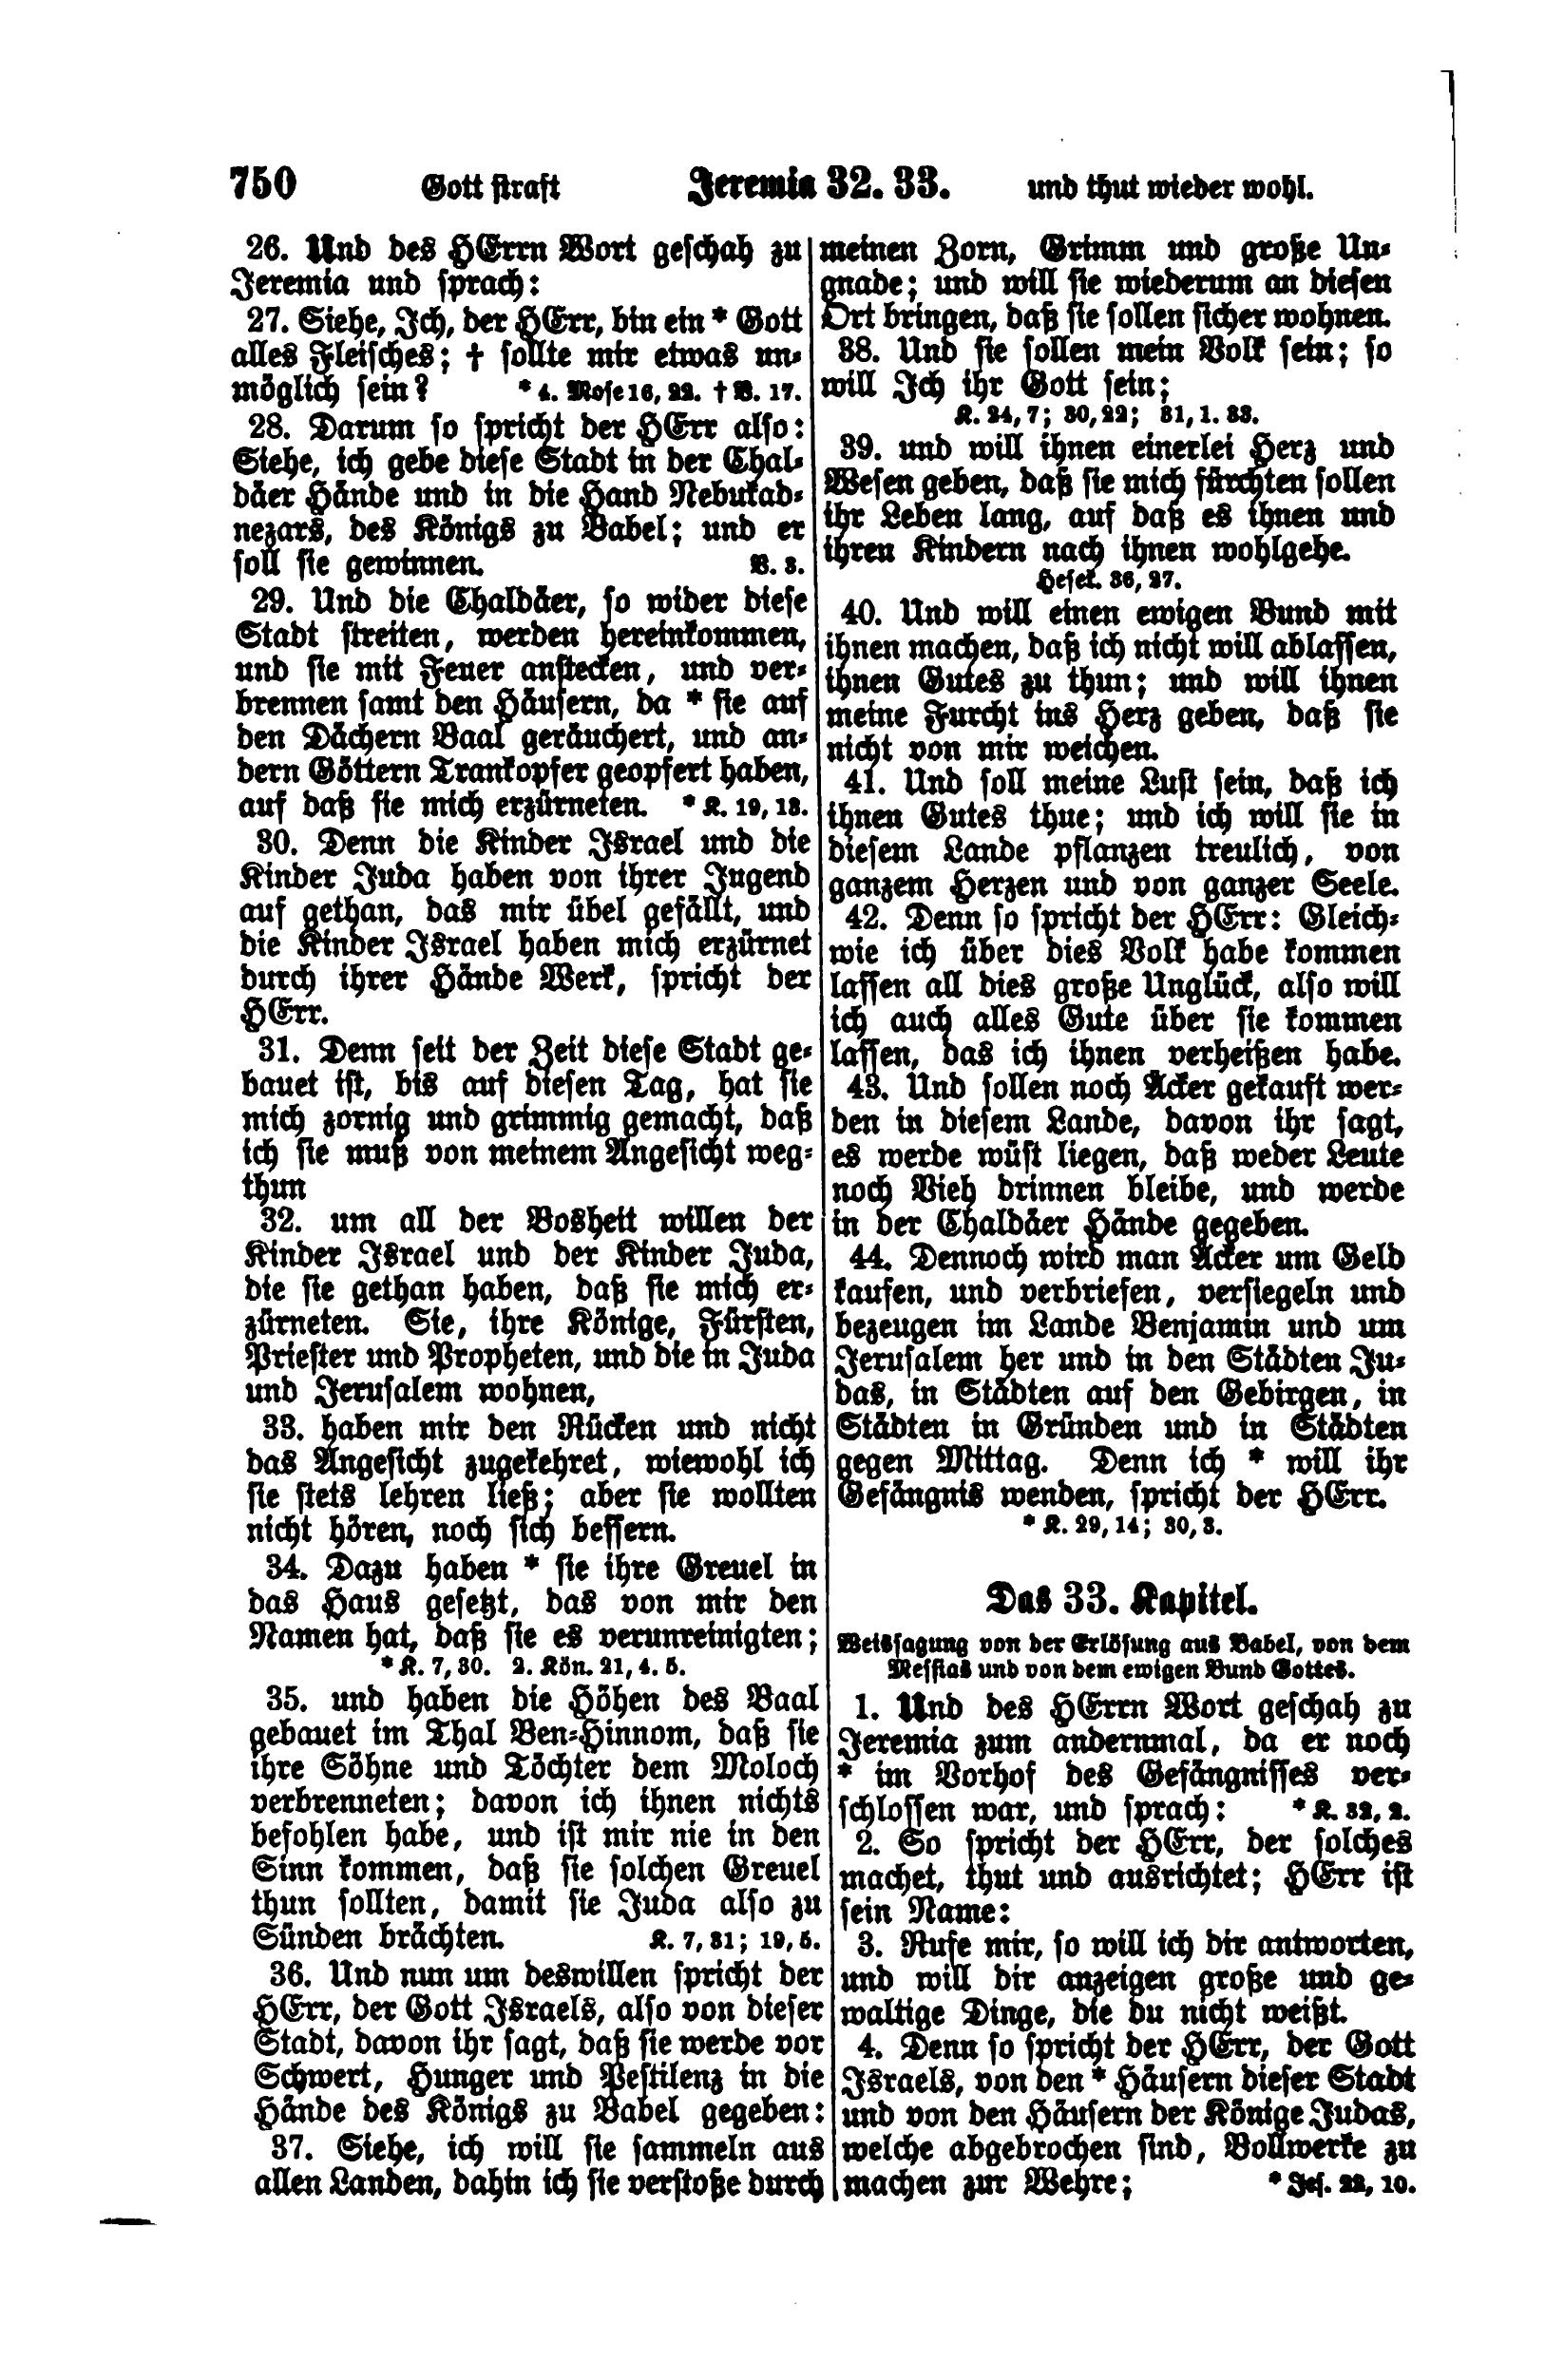 750 Gott straft Jeremia 32. 33. und thut wieder wohl.
26. Und des HErrn Wort geschah zu
Jeremia und sprach:
27. Siehe, Ich, der HErr, bin ein * Gott
alles Fleisches; † sollte mir etwas un-
möglich sein? * 4. Mose 16, 22. † V. 17.
28. Darum so spricht der HErr also:
Siehe, ich gebe diese Stadt in der Chal-
däer Hände und in die Hand Nebukad-
nezars, des Königs zu Babel; und er
soll sie gewinnen. V. 3.
29. Und die Chaldäer, so wider diese
Stadt streiten, werden hereinkommen,
und sie mit Feuer anstecken, und ver-
brennen samt den Häusern, da * sie auf
den Dächern Baal geräuchert, und an-
dern Göttern Trankopfer geopfert haben,
auf daß sie mich erzürneten. * K. 19, 13.
30. Denn die Kinder Israel und die
Kinder Juda haben von ihrer Jugend
auf gethan, das mir übel gefällt, und
die Kinder Israel haben mich erzürnet
durch ihrer Hände Werk, spricht der
HErr.
31. Denn seit der Zeit diese Stadt ge-
bauet ist, bis auf diesen Tag, hat sie
mich zornig und grimmig gemacht, daß
ich sie muß von meinem Angesicht weg-
thun
32. um all der Bosheit willen der
Kinder Israel und der Kinder Juda,
die sie gethan haben, daß sie mich er-
zürneten. Sie, ihre Könige, Fürsten,
Priester und Propheten, und die in Juda
und Jerusalem wohnen,
33. haben mir den Rücken und nicht
das Angesicht zugekehret, wiewohl ich
sie stets lehren ließ; aber sie wollten
nicht hören, noch sich bessern.
34. Dazu haben * sie ihre Greuel in
das Haus gesetzt, das von mir den
Namen hat, daß sie es verunreinigten;
* K. 7, 30. 2. Kön. 21, 4. 5.
35. und haben die Höhen des Baal
gebauet im Thal Ben-Hinnom, daß sie
ihre Söhne und Töchter dem Moloch
verbrenneten; davon ich ihnen nichts
befohlen habe, und ist mir nie in den
Sinn kommen, daß sie solchen Greuel
thun sollten, damit sie Juda also zu
Sünden brächten. K. 7, 31; 19, 5.
36. Und nun um deswillen spricht der
HErr, der Gott Israels, also von dieser
Stadt, davon ihr sagt, daß sie werde vor
Schwert, Hunger und Pestilenz in die
Hände des Königs zu Babel gegeben:
37. Siehe, ich will sie sammeln aus
allen Landen, dahin ich sie verstoße durch
meinen Zorn, Grimm und große Un-
gnade; und will sie wiederum an diesen
Ort bringen, daß sie sollen sicher wohnen.
38. Und sie sollen mein Volk sein; so
will Ich ihr Gott sein;
K. 24, 7; 30, 22; 31, 1. 33.
39. und will ihnen einerlei Herz und
Wesen geben, daß sie mich fürchten sollen
ihr Leben lang, auf daß es ihnen und
ihren Kindern nach ihnen wohlgehe.
Hesek. 36, 27.
40. Und will einen ewigen Bund mit
ihnen machen, daß ich nicht will ablassen,
ihnen Gutes zu thun; und will ihnen
meine Furcht ins Herz geben, daß sie
nicht von mir weichen.
41. Und soll meine Lust sein, daß ich
ihnen Gutes thue; und ich will sie in
diesem Lande pflanzen treulich, von
ganzem Herzen und von ganzer Seele.
42. Denn so spricht der HErr: Gleich-
wie ich über dies Volk habe kommen
lassen all dies große Unglück, also will
ich auch alles Gute über sie kommen
lassen, das ich ihnen verheißen habe.
43. Und sollen noch Äcker gekauft wer-
den in diesem Lande, davon ihr sagt,
es werde wüst liegen, daß weder Leute
noch Vieh drinnen bleibe, und werde
in der Chaldäer Hände gegeben.
44. Dennoch wird man Äcker um Geld
kaufen, und verbriefen, versiegeln und
bezeugen im Lande Benjamin und um
Jerusalem her und in den Städten Ju-
das, in Städten auf den Gebirgen, in
Städten in Gründen und in Städten
gegen Mittag. Denn ich * will ihr
Gefängnis wenden, spricht der HErr.
* K. 29, 14; 30, 3.
Das 33. Kapitel.
Weissagung von der Erlösung aus Babel, von dem
Messias und von dem ewigen Bund Gottes.
1. Und des HErrn Wort geschah zu
Jeremia zum andernmal, da er noch
* im Vorhof des Gefängnisses ver-
schlossen war, und sprach: * K. 32, 2.
2. So spricht der HErr, der solches
machet, thut und ausrichtet; HErr ist
sein Name:
3. Rufe mir, so will ich dir antworten,
und will dir anzeigen große und ge-
waltige Dinge, die du nicht weißt.
4. Denn so spricht der HErr, der Gott
Israels, von den * Häusern dieser Stadt
und von den Häusern der Könige Judas,
welche abgebrochen sind, Bollwerke zu
machen zur Wehre; * Jes. 22, 10.